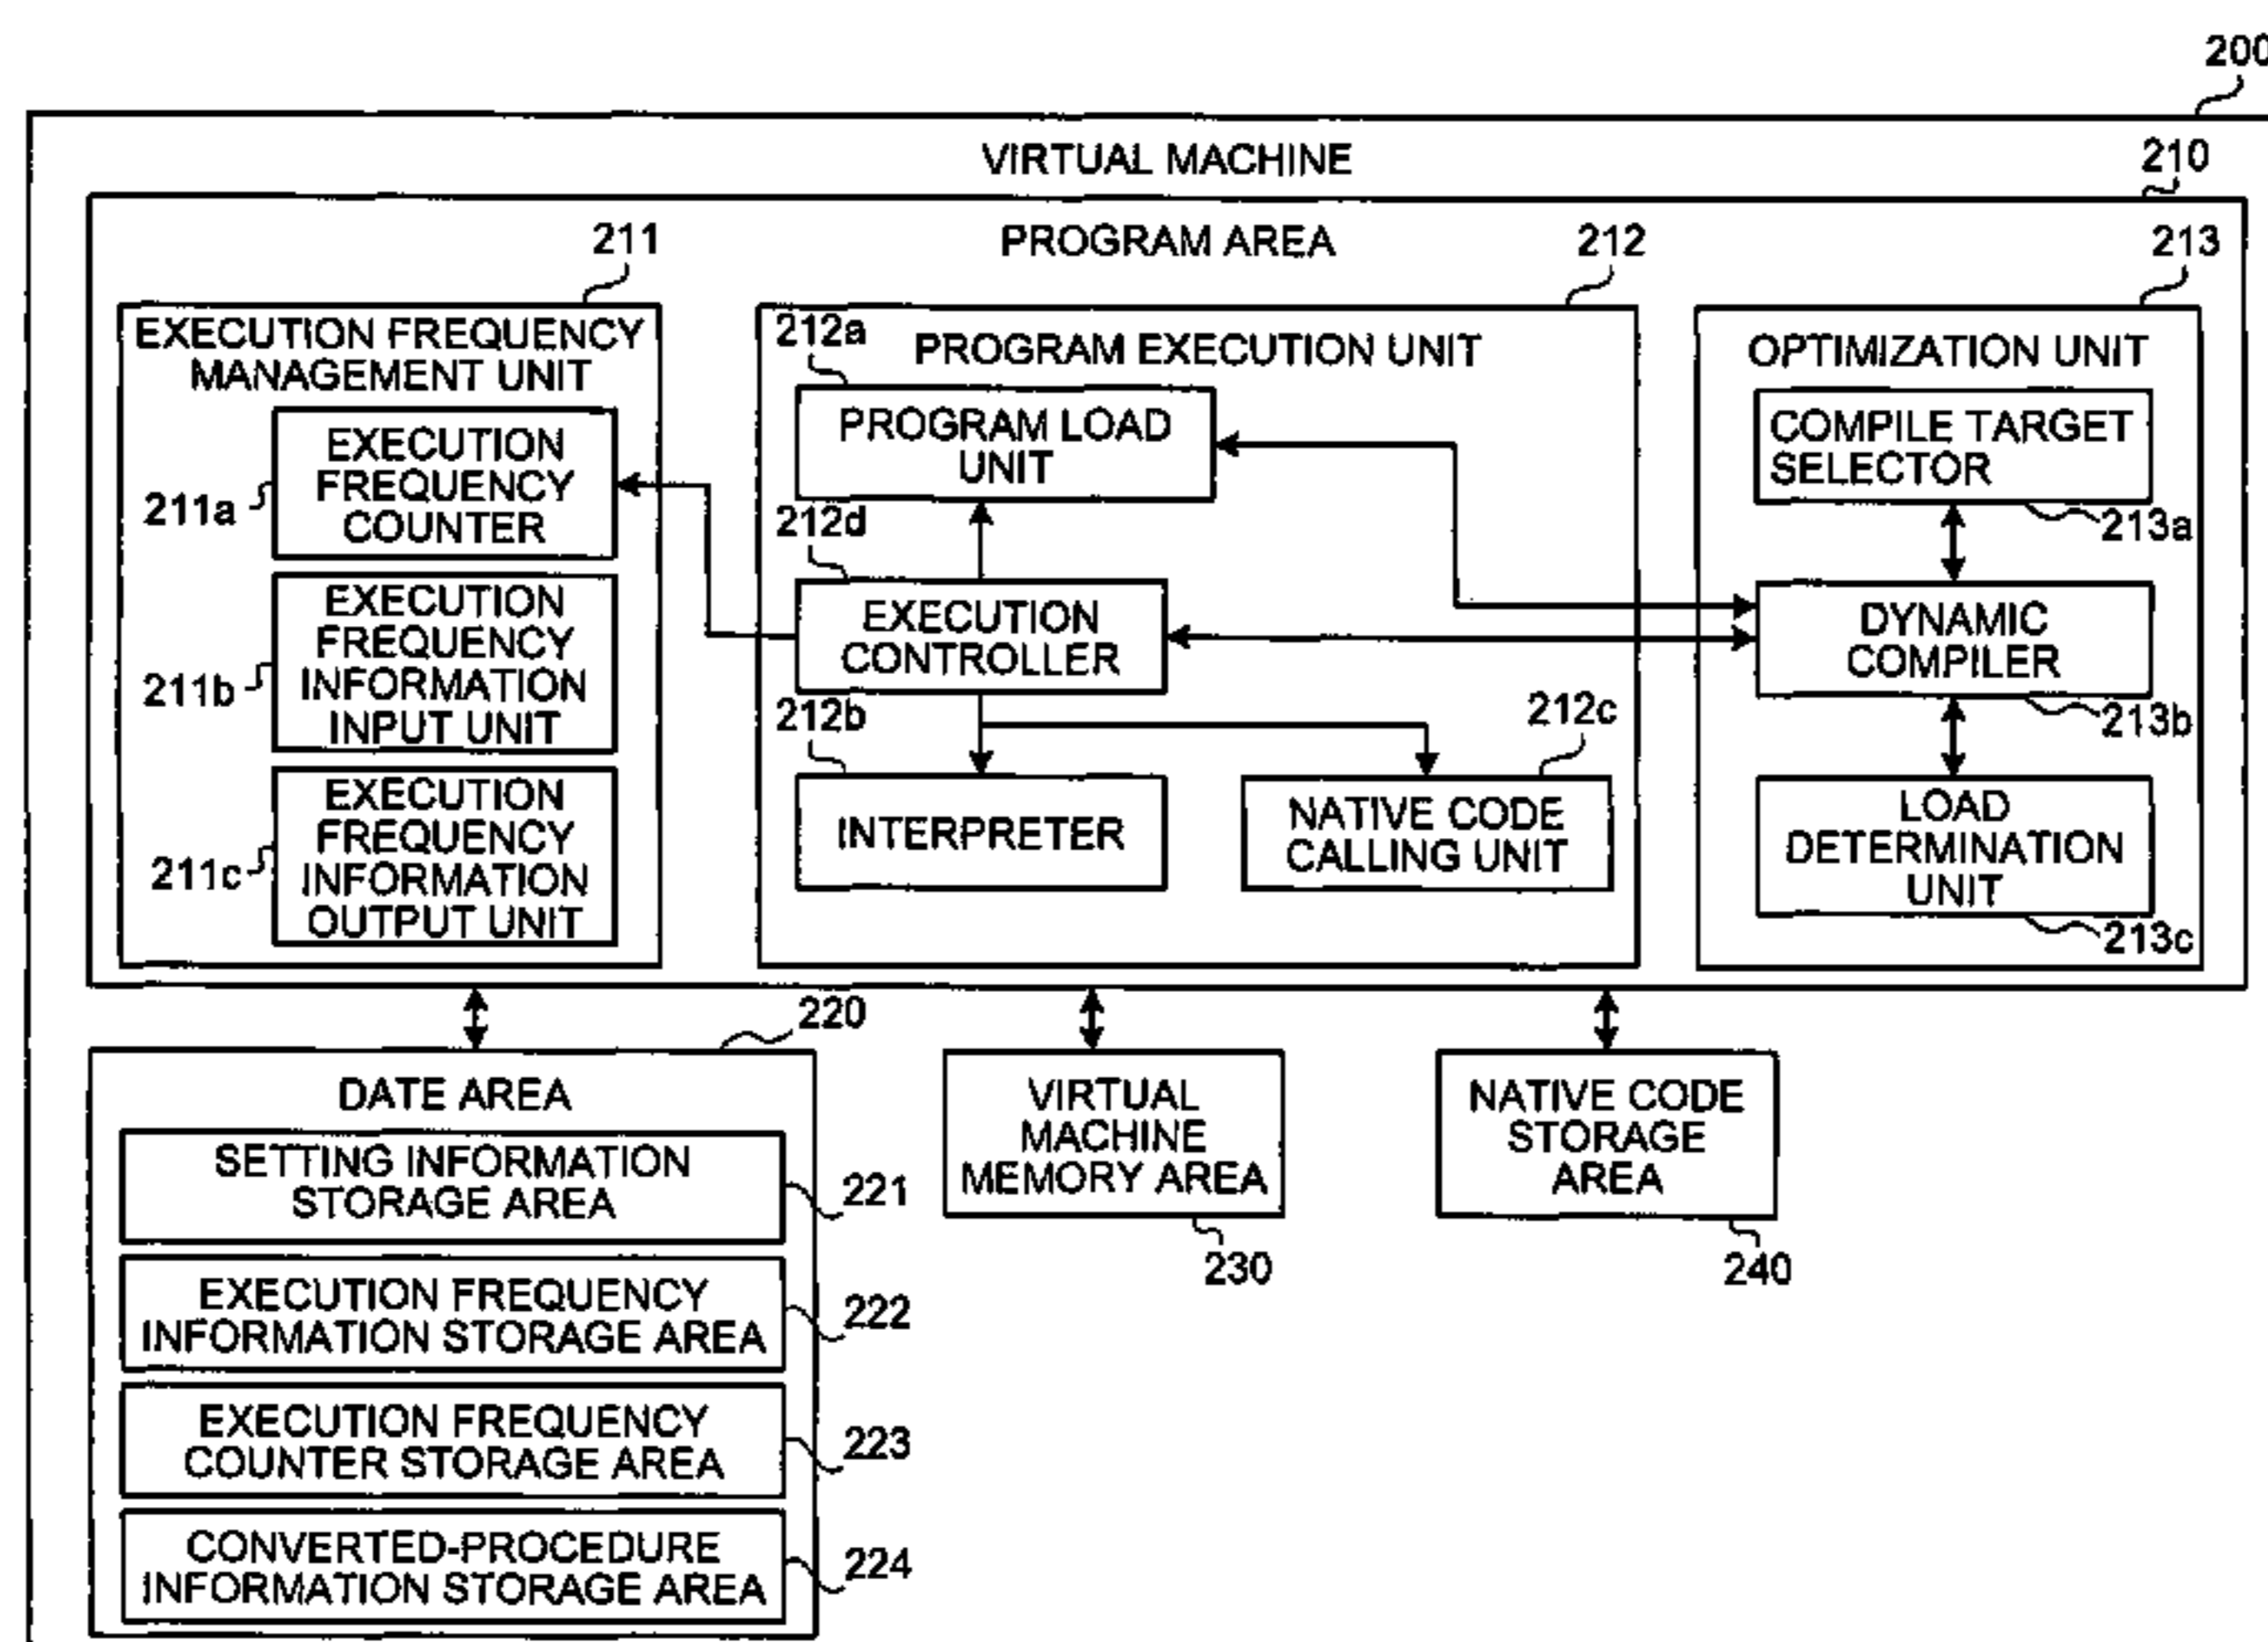 200
VIRTUAL MACHINE
210
PROGRAM AREA
211
212
213
EXECUTION FREQUENCY
MANAGEMENT UNIT
EXECUTION
FREQUENCY
COUNTER
211a
EXECUTION
FREQUENCY
INFORMATION
INPUT UNIT
211b
EXECUTION
FREQUENCY
INFORMATION
OUTPUT UNIT
211c
212a
PROGRAM EXECUTION UNIT
PROGRAM LOAD
UNIT
212d
EXECUTION
CONTROLLER
212b
212c
INTERPRETER
NATIVE CODE
CALLING UNIT
OPTIMIZATION UNIT
COMPILE TARGET
SELECTOR
213a
DYNAMIC
COMPILER
213b
LOAD
DETERMINATION
UNIT
213c
220
DATE AREA
SETTING INFORMATION
STORAGE AREA
221
EXECUTION FREQUENCY
INFORMATION STORAGE AREA
222
EXECUTION FREQUENCY
COUNTER STORAGE AREA
223
CONVERTED-PROCEDURE
INFORMATION STORAGE AREA
224
VIRTUAL
MACHINE
MEMORY AREA
230
NATIVE CODE
STORAGE
AREA
240